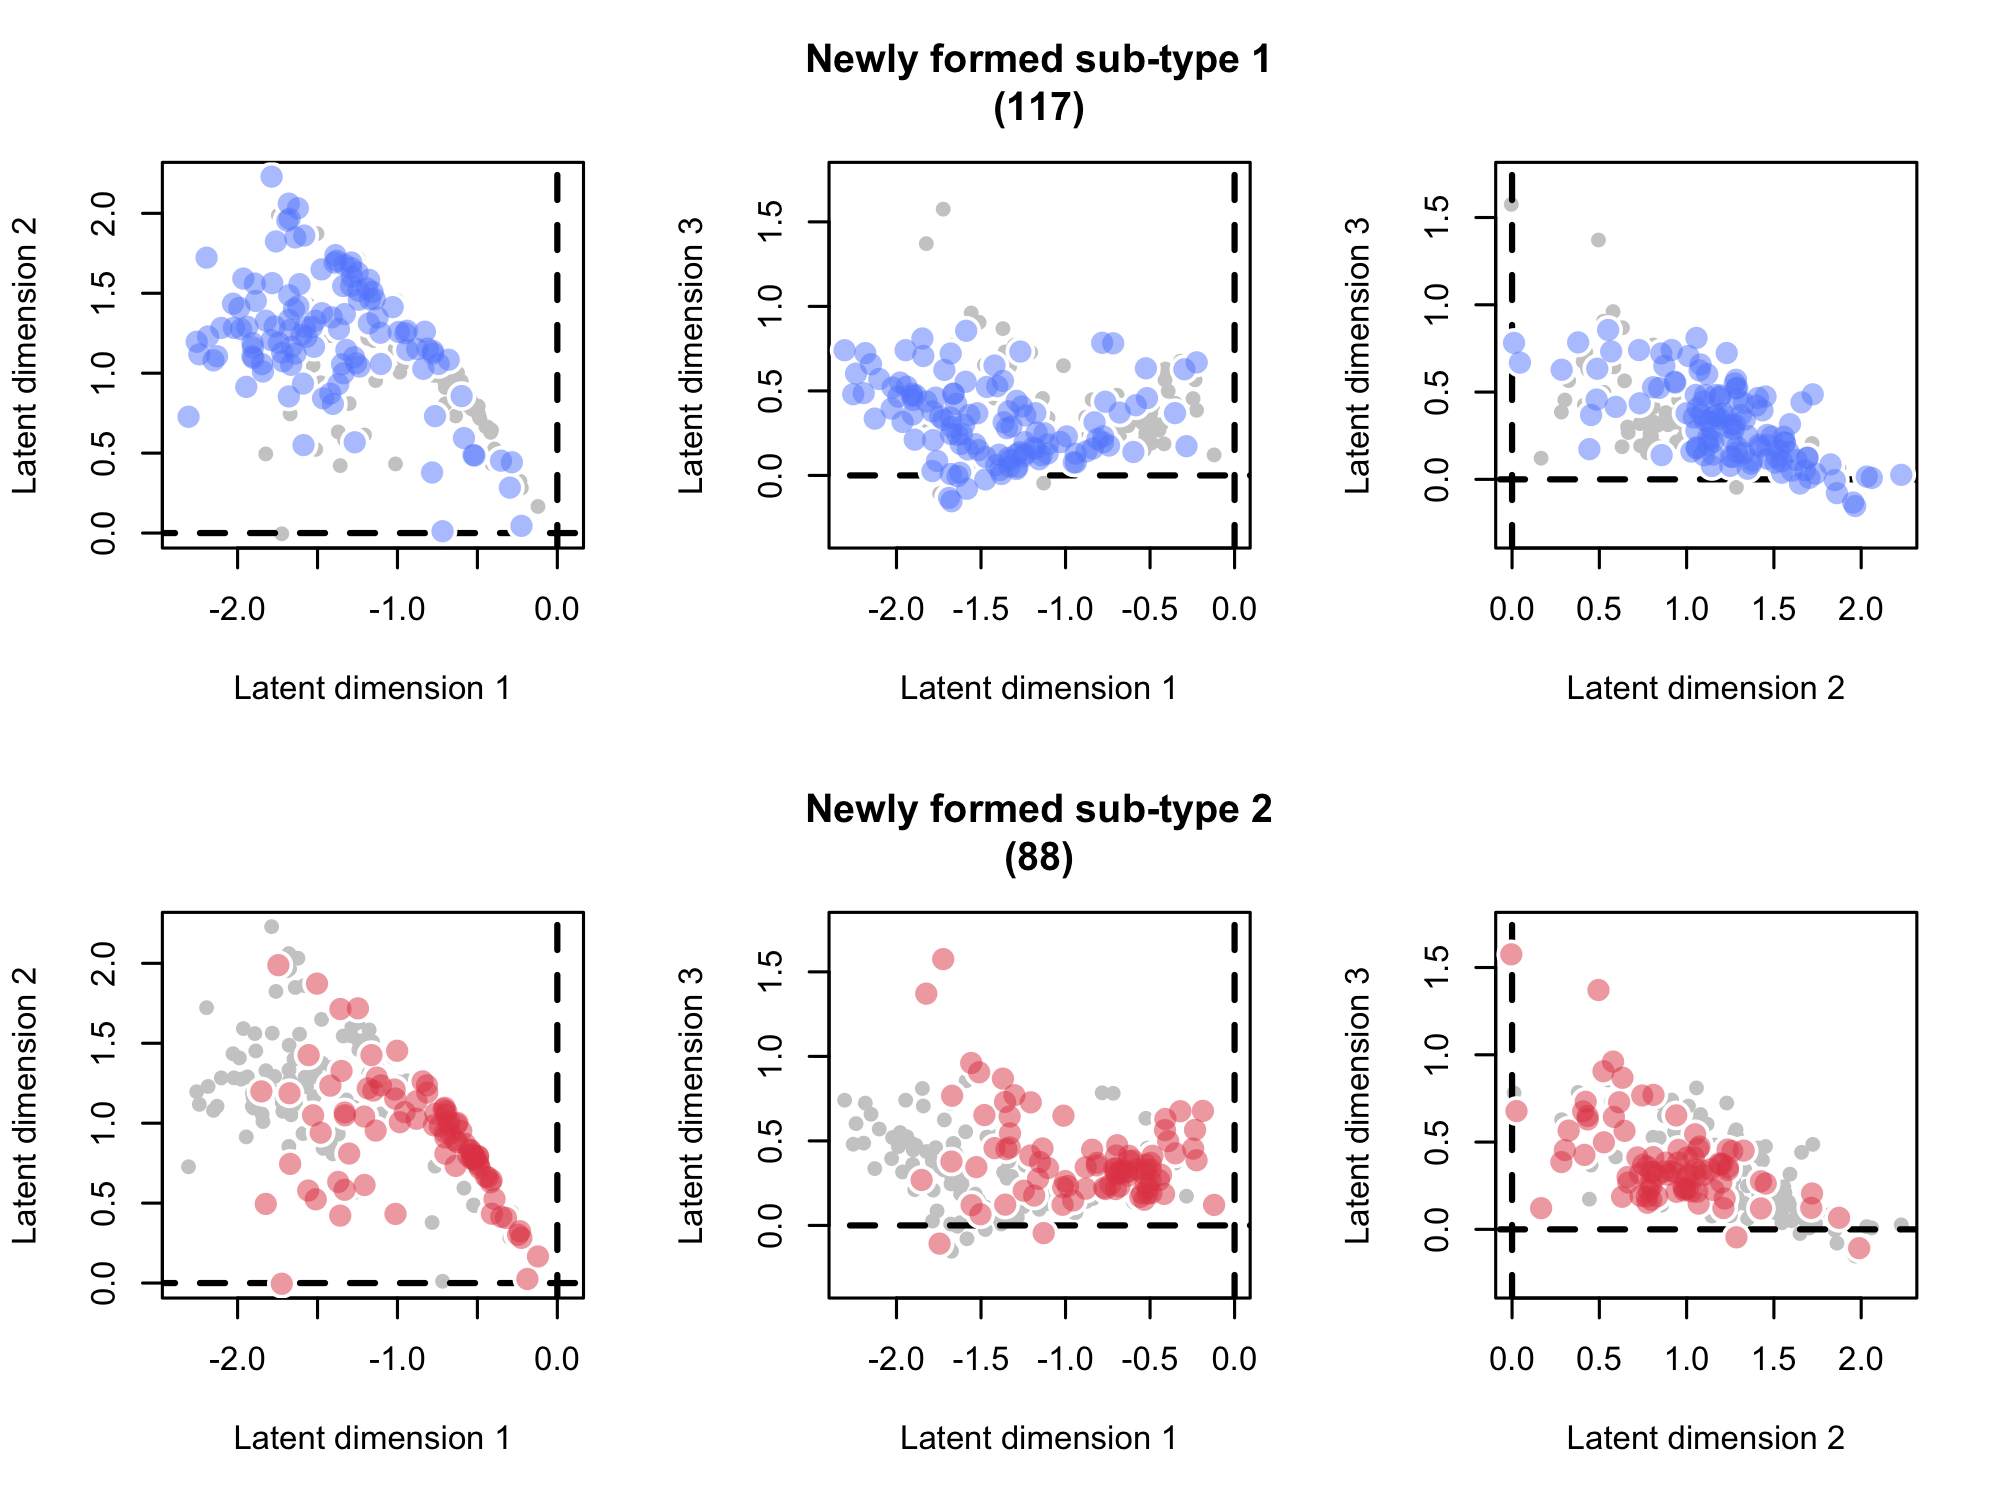 Newly formed sub-type 1
(117)
Latent dimension 2
0.0 0.5 1.0 1.5 2.0
-2.0 -1.0 0.0
Latent dimension 1
Latent dimension 3
0.0 0.5 1.0 1.5
-2.0 -1.5 -1.0 -0.5 0.0
Latent dimension 1
Latent dimension 3
0.0 0.5 1.0 1.5
0.0 0.5 1.0 1.5 2.0
Latent dimension 2
Newly formed sub-type 2
(88)
Latent dimension 2
0.0 0.5 1.0 1.5 2.0
-2.0 -1.0 0.0
Latent dimension 1
Latent dimension 3
0.0 0.5 1.0 1.5
-2.0 -1.5 -1.0 -0.5 0.0
Latent dimension 1
Latent dimension 3
0.0 0.5 1.0 1.5
0.0 0.5 1.0 1.5 2.0
Latent dimension 2